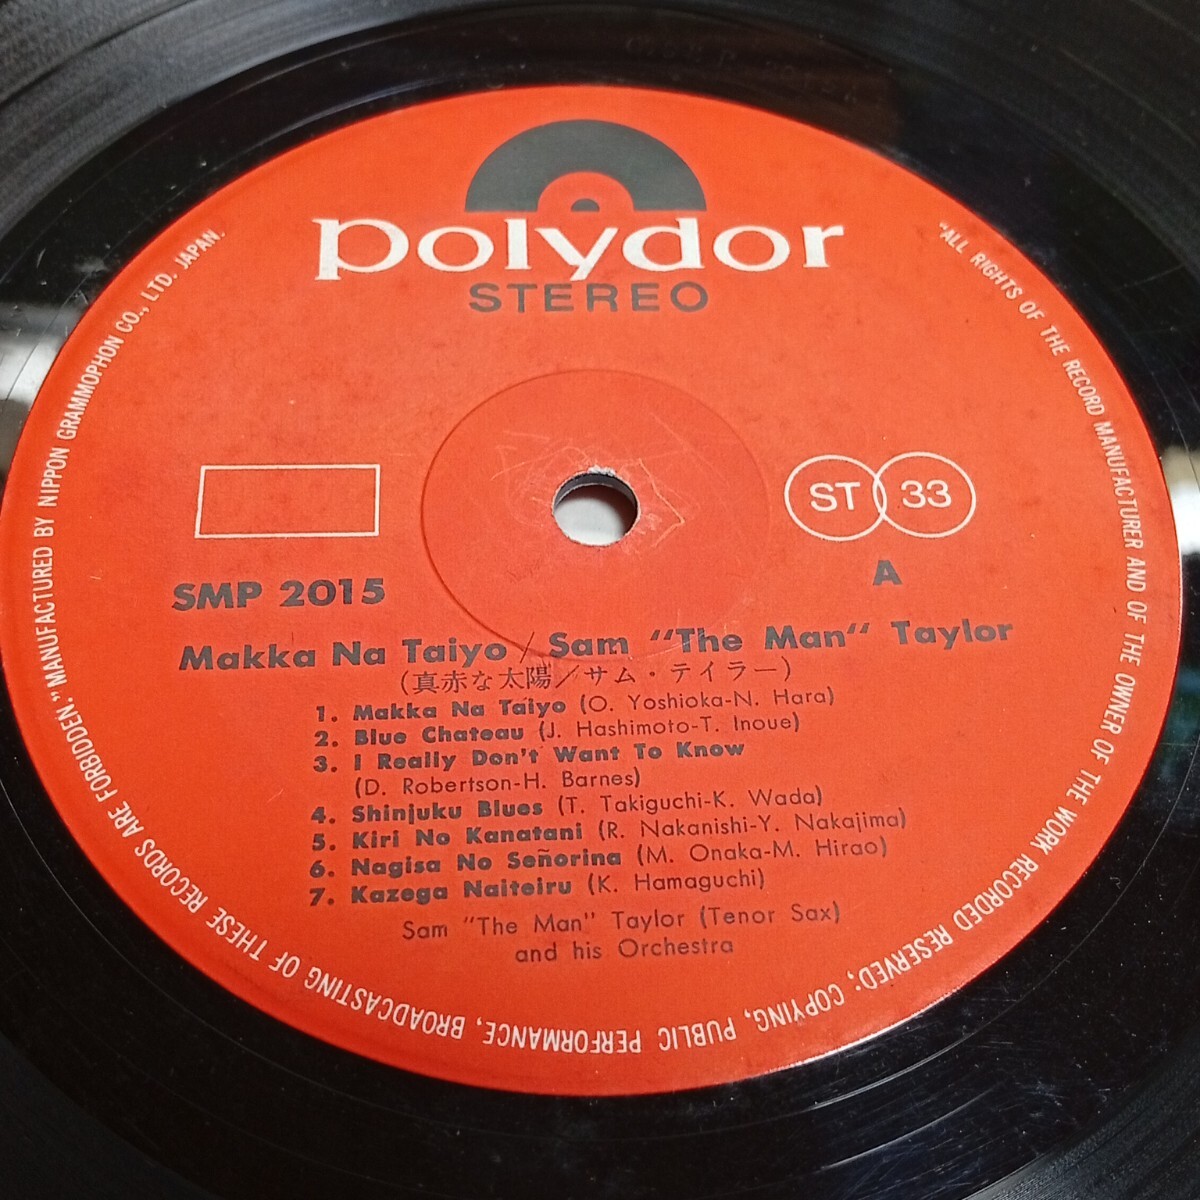 polydor
STEREO
ST 33
SMP 2015
A
Makka Na Taiyo / Sam "The Man" Taylor
(真赤な太陽/サム・テイラー)
1. Makka Na Taiyo (O. Yoshioka-N. Hara)
2. Blue Chateau (J. Hashimoto-T. Inoue)
3. I Really Don't Want To Know
(D. Robertson-H. Barnes)
4. Shinjuku Blues (T. Takiguchi-K. Wada)
5. Kiri No Kanatani (R. Nakanishi-Y. Nakajima)
6. Nagisa No Señorina (M. Onaka-M. Hirao)
7. Kazega Naiteiru (K. Hamaguchi)
Sam "The Man" Taylor (Tenor Sax)
and his Orchestra
"ALL RIGHTS OF THE RECORD MANUFACTURER AND OF THE OWNER OF THE WORK RECORDED RESERVED; COPYING, PUBLIC PERFORMANCE, BROADCASTING OF THESE RECORDS ARE FORBIDDEN." MANUFACTURED BY NIPPON GRAMMOPHON CO., LTD. JAPAN.